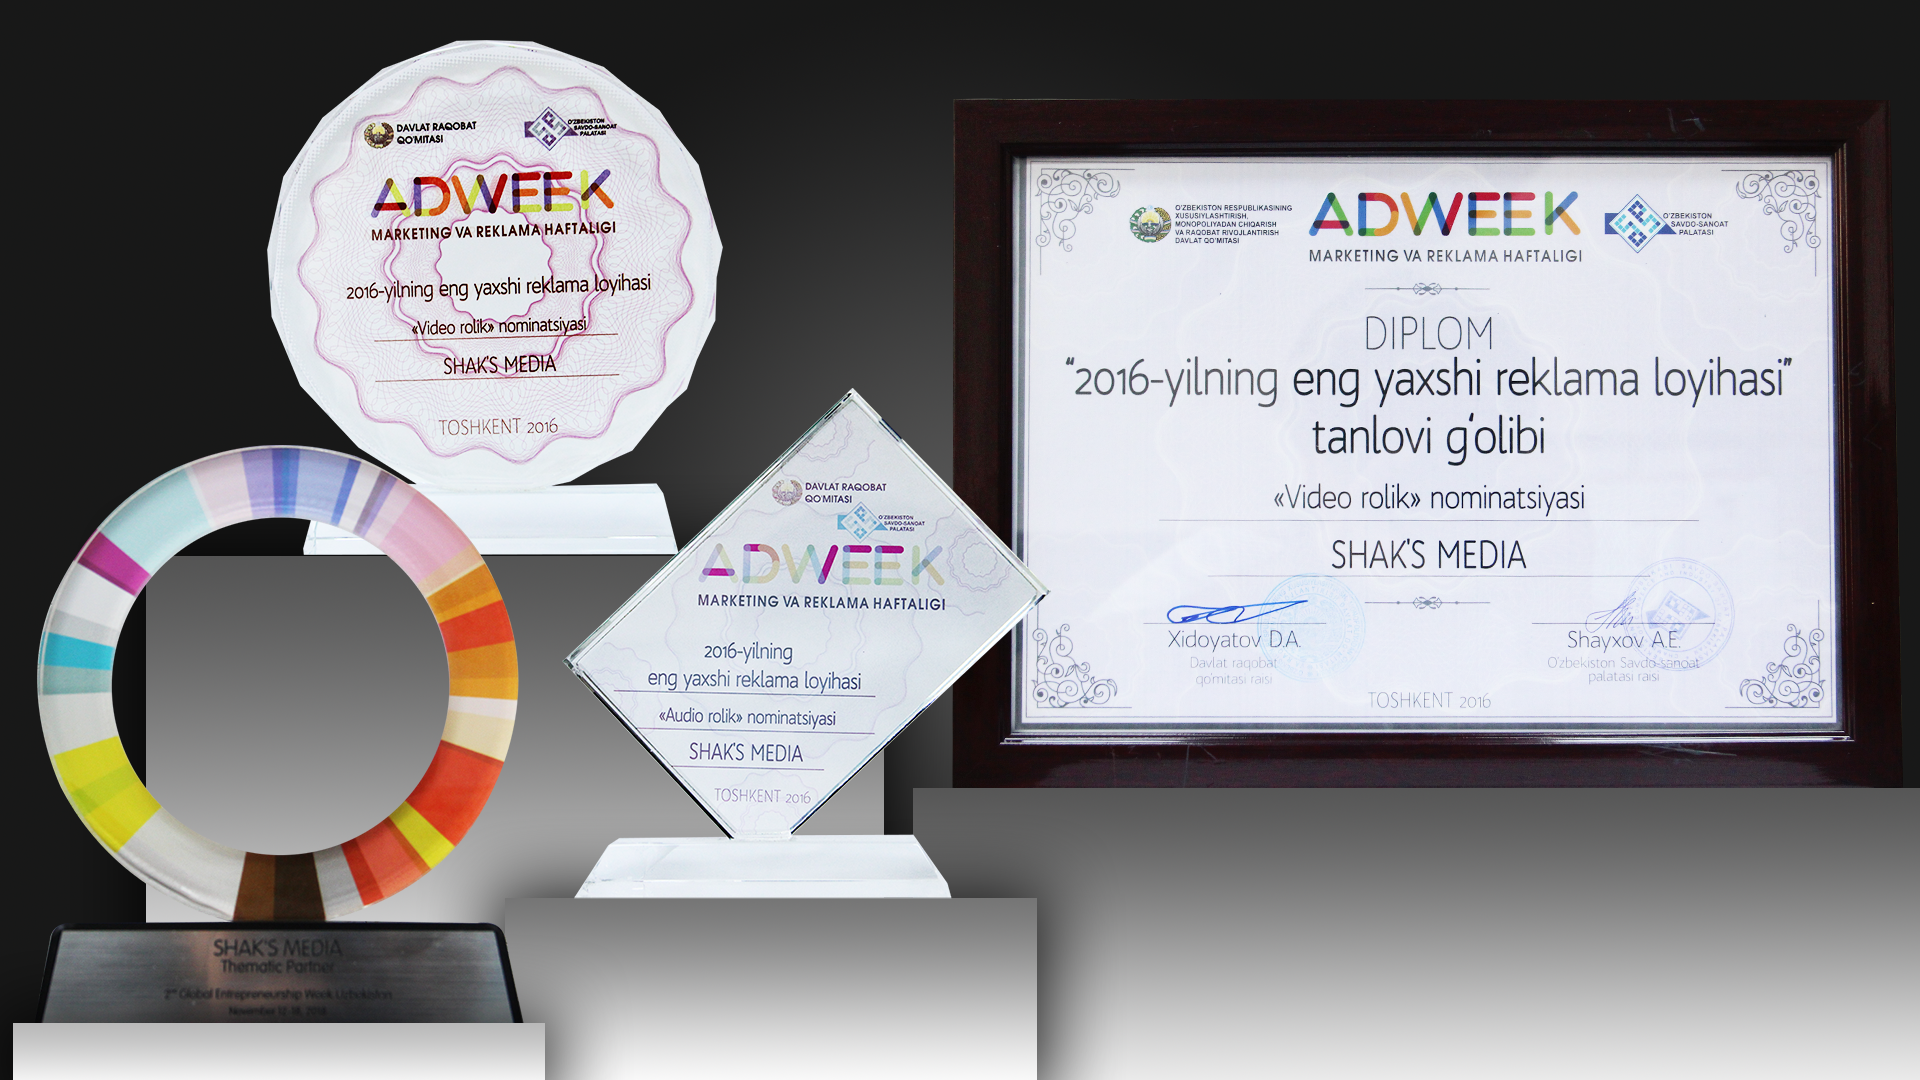 DAVLAT RAQOBAT
QO'MITASI
O'ZBEKISTON
SAVDO-SANOAT
PALATASI
ADWEEK
MARKETING VA REKLAMA HAFTALIGI
2016-yilning eng yaxshi reklama loyihasi
«Video rolik» nominatsiyasi
SHAK'S MEDIA
TOSHKENT 2016
SHAK'S MEDIA
Thematic Partner
2nd Global Entrepreneurship Week Uzbekistan
DAVLAT RAQOBAT
QO'MITASI
O'ZBEKISTON
SAVDO-SANOAT
PALATASI
ADWEEK
MARKETING VA REKLAMA HAFTALIGI
2016-yilning
eng yaxshi reklama loyihasi
«Audio rolik» nominatsiyasi
SHAK'S MEDIA
TOSHKENT 2016
O'ZBEKISTON RESPUBLIKASINING
XUSUSIYLASHTIRISH,
MONOPOLIYADAN CHIQARISH
VA RAQOBAT RIVOJLANTIRISH
DAVLAT QO'MITASI
ADWEEK
MARKETING VA REKLAMA HAFTALIGI
O'ZBEKISTON
SAVDO-SANOAT
PALATASI
DIPLOM
“2016-yilning eng yaxshi reklama loyihasi”
tanlovi g‘olibi
«Video rolik» nominatsiyasi
SHAK'S MEDIA
Xidoyatov D.A.
Davlat raqobat
qo'mitasi raisi
Shayxov A.E.
O'zbekiston Savdo-sanoat
palatasi raisi
TOSHKENT 2016